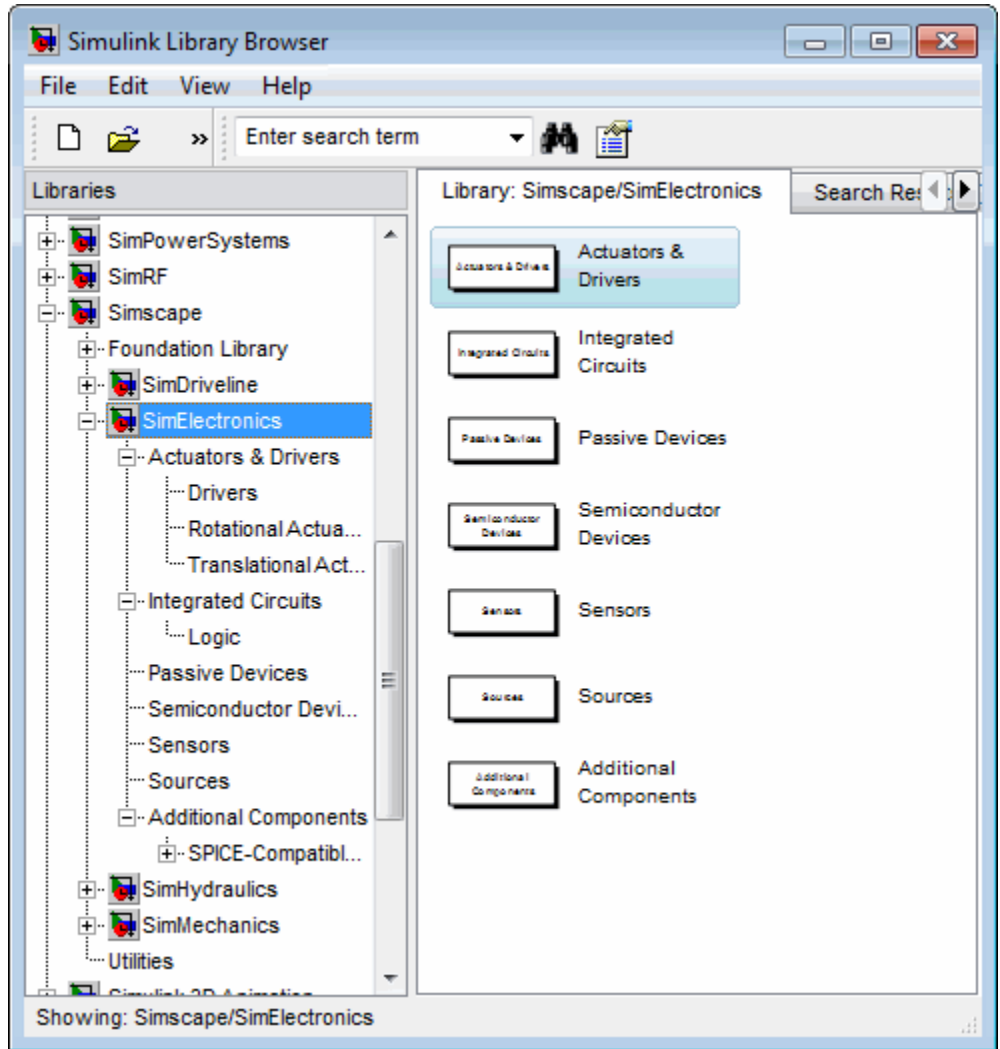 Simulink Library Browser
File Edit View Help
Enter search term
Libraries
Library: Simscape/SimElectronics
Search Res
SimPowerSystems
SimRF
Simscape
Foundation Library
SimDriveline
SimElectronics
Actuators & Drivers
Drivers
Rotational Actua...
Translational Act...
Integrated Circuits
Logic
Passive Devices
Semiconductor Devi...
Sensors
Sources
Additional Components
SPICE-Compatibl...
SimHydraulics
SimMechanics
Utilities
Simulink 3D Animation
Actuators & Drivers
Actuators &
Drivers
Integrated Circuits
Integrated
Circuits
Passive Devices
Passive Devices
Semiconductor
Devices
Semiconductor
Devices
Sensors
Sensors
Sources
Sources
Additional
Components
Additional
Components
Showing: Simscape/SimElectronics